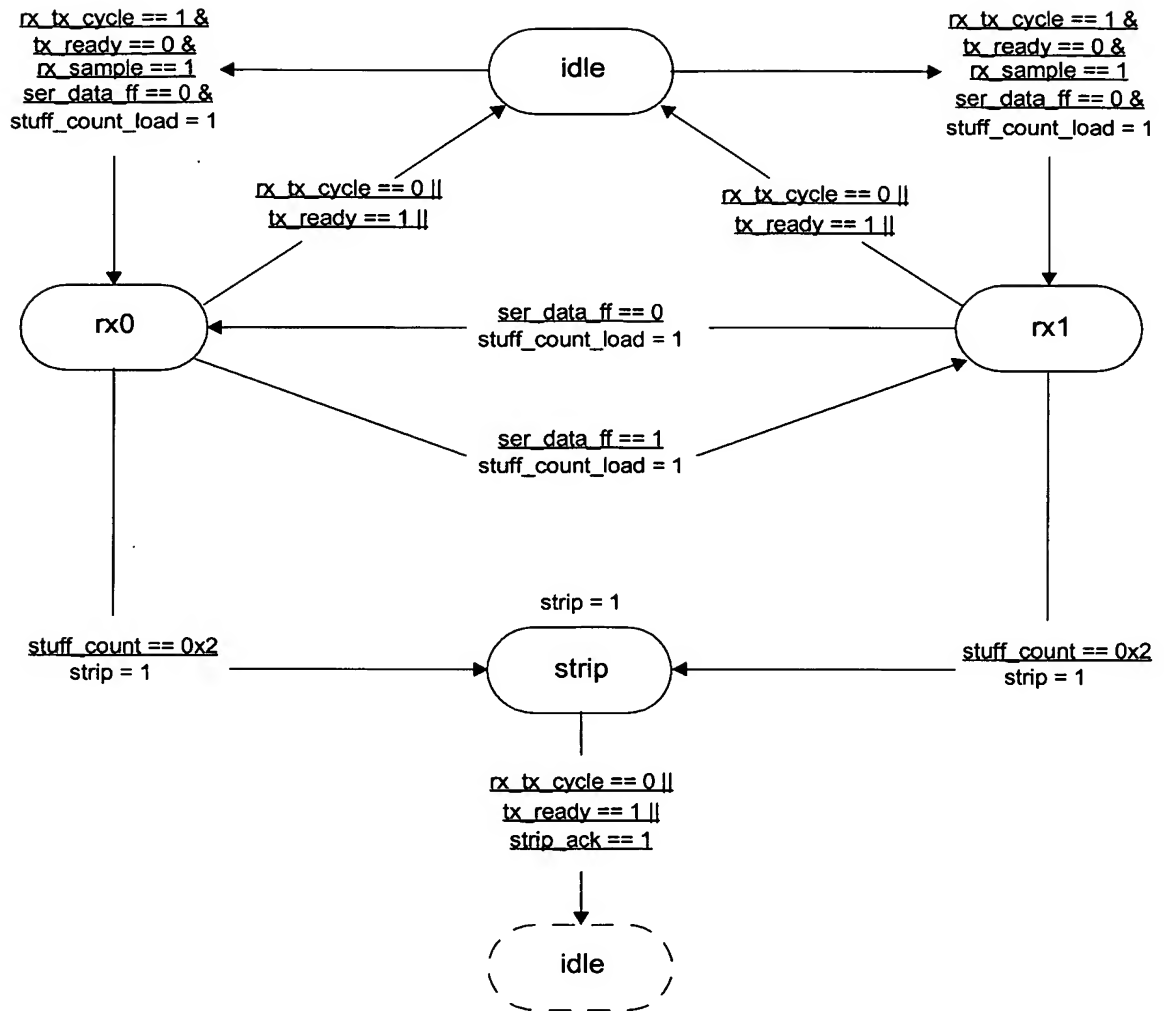 rx_tx_cycle == 1 &
tx_ready == 0 &
rx_sample == 1
ser_data_ff == 0 &
stuff_count_load = 1
idle
rx_tx_cycle == 1 &
tx_ready == 0 &
rx_sample == 1
ser_data_ff == 0 &
stuff_count_load = 1
rx_tx_cycle == 0 ||
tx_ready == 1 ||
rx_tx_cycle == 0 ||
tx_ready == 1 ||
rx0
ser_data_ff == 0
stuff_count_load = 1
rx1
ser_data_ff == 1
stuff_count_load = 1
strip = 1
stuff_count == 0x2
strip = 1
strip
stuff_count == 0x2
strip = 1
rx_tx_cycle == 0 ||
tx_ready == 1 ||
strip_ack == 1
idle